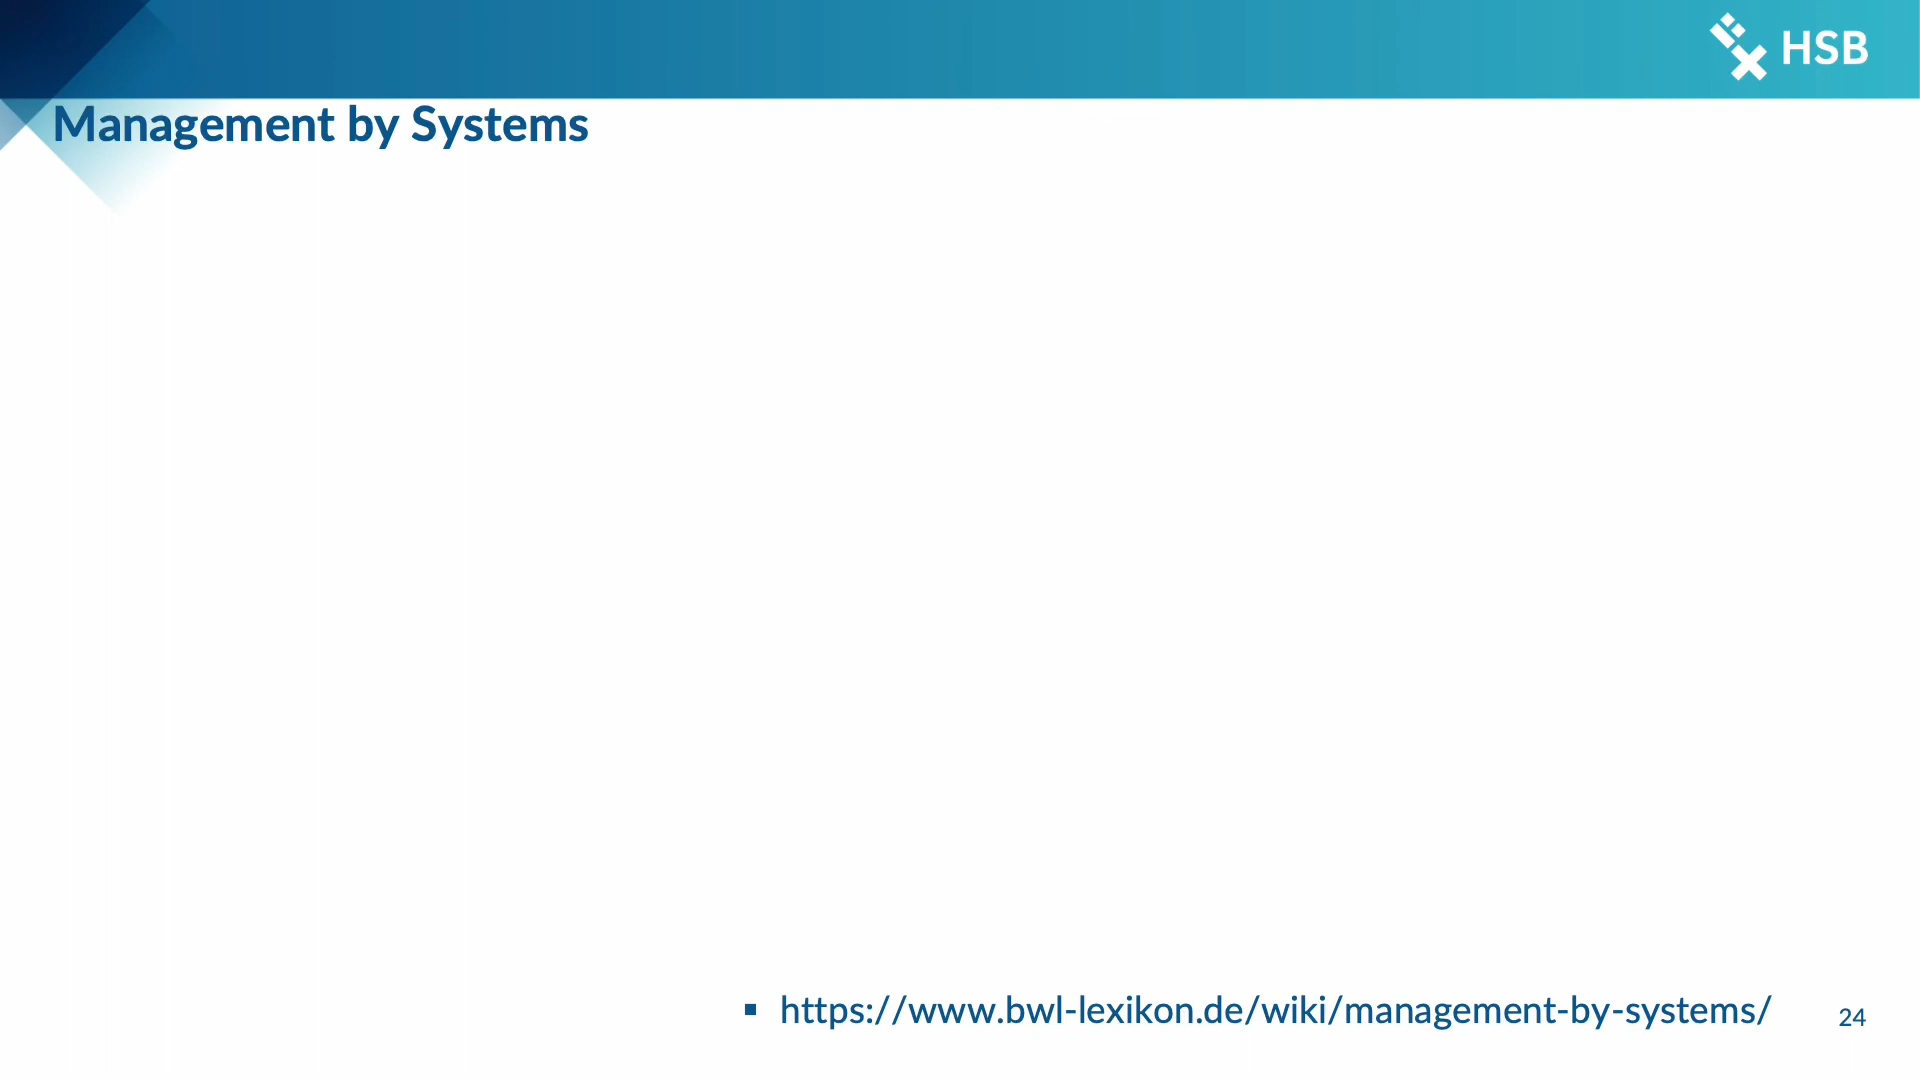 HSB
Management by Systems
▪ https://www.bwl-lexikon.de/wiki/management-by-systems/
24